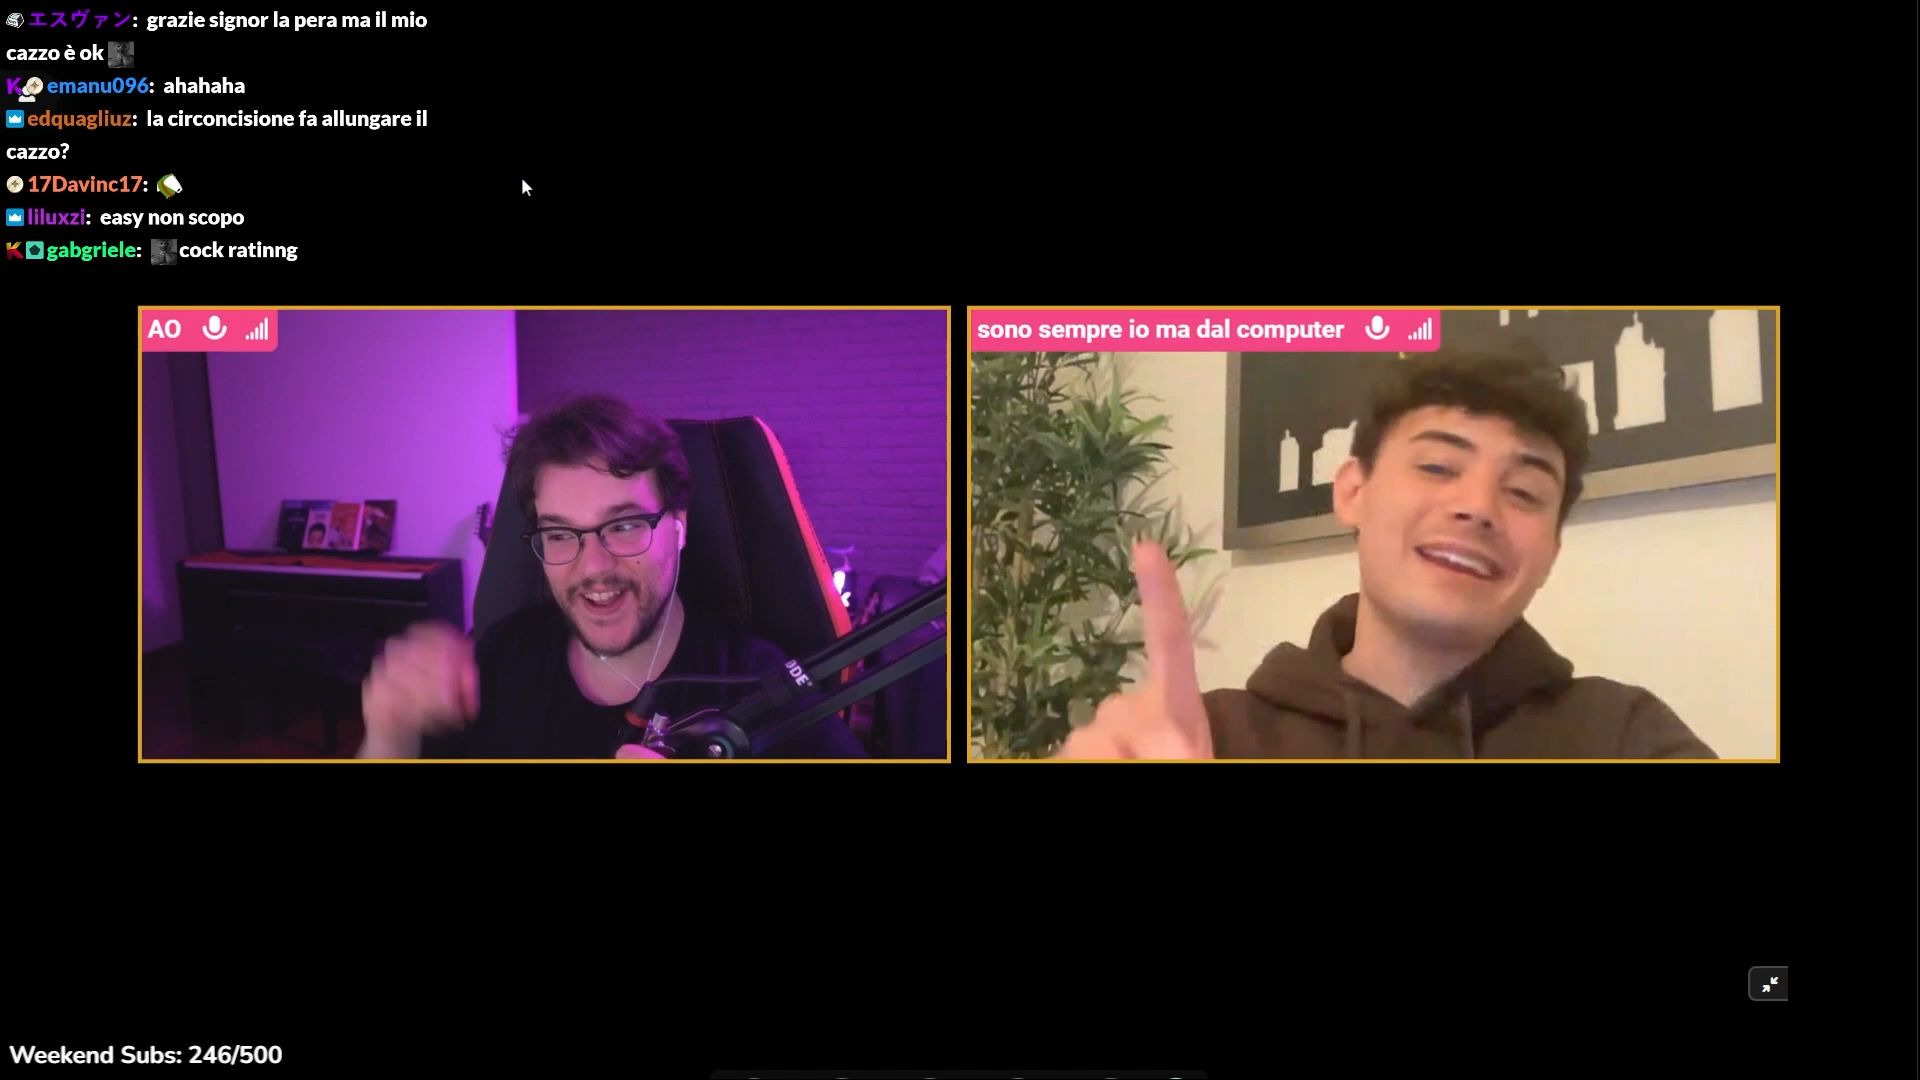 エスヴァン: grazie signor la pera ma il mio
cazzo è ok
emanu096: ahahaha
edquagliuz: la circoncisione fa allungare il
cazzo?
17Davinc17:
liluxzi: easy non scopo
gabgriele: cock ratinng
AO
sono sempre io ma dal computer
Weekend Subs: 246/500